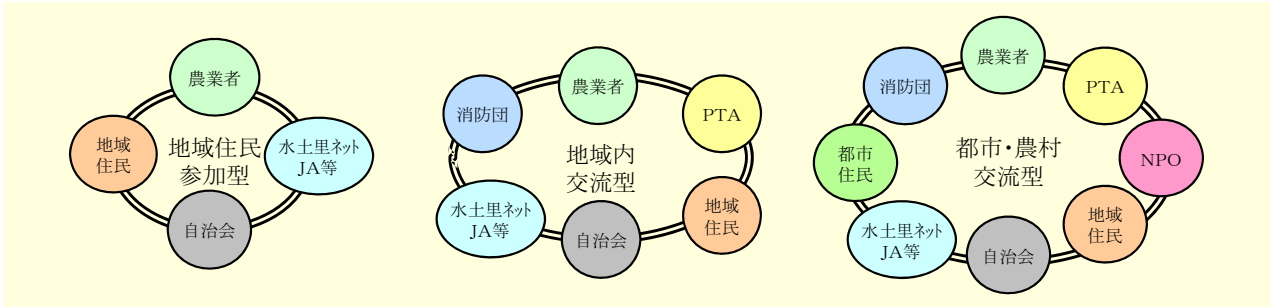 農業者
地域
住民
地域住民
参加型
水土里ネット
JA等
自治会
消防団
農業者
PTA
地域内
交流型
水土里ネット
JA等
自治会
地域
住民
消防団
農業者
PTA
都市
住民
都市・農村
交流型
NPO
水土里ネット
JA等
自治会
地域
住民